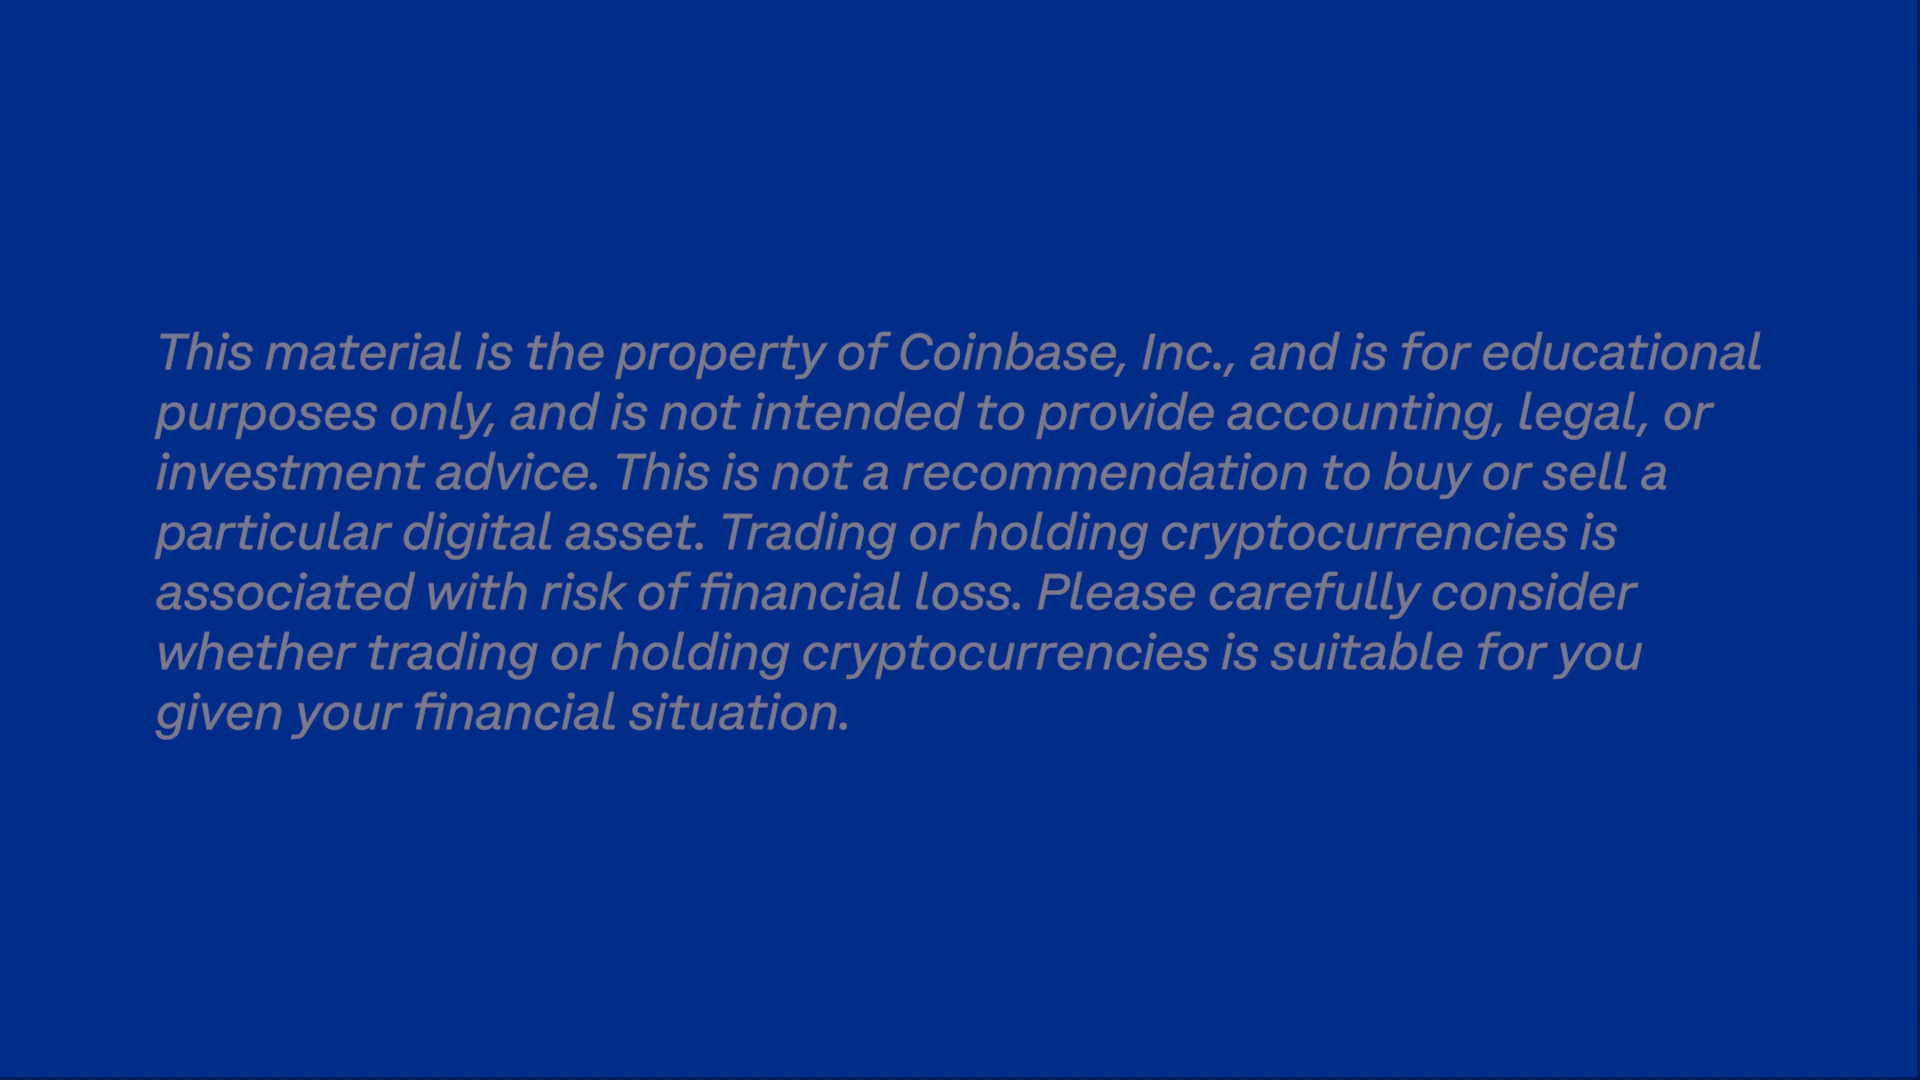 This material is the property of Coinbase, Inc., and is for educational
purposes only, and is not intended to provide accounting, legal, or
investment advice. This is not a recommendation to buy or sell a
particular digital asset. Trading or holding cryptocurrencies is
associated with risk of financial loss. Please carefully consider
whether trading or holding cryptocurrencies is suitable for you
given your financial situation.